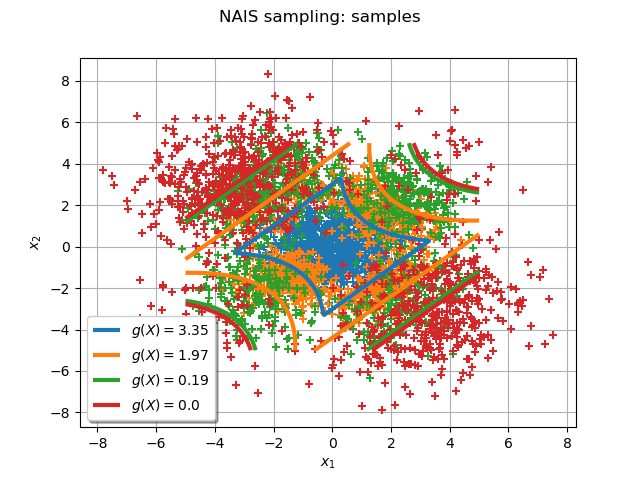 NAIS sampling: samples
8
6
4
2
0
−2
−4
−6
−8
x2
g(X) = 3.35
g(X) = 1.97
g(X) = 0.19
g(X) = 0.0
−8 −6 −4 −2 0 2 4 6 8
x1